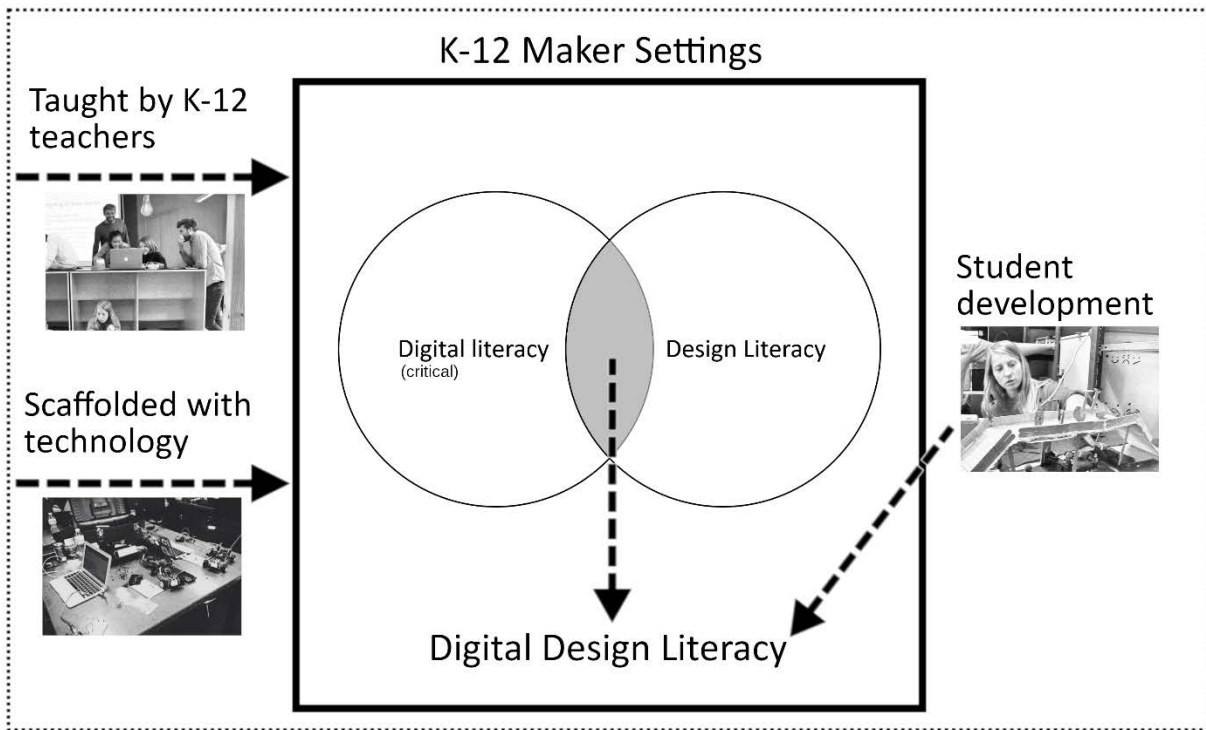 K-12 Maker Settings
Taught by K-12
teachers
Scaffolded with
technology
Digital literacy
(critical)
Design Literacy
Student
development
Digital Design Literacy